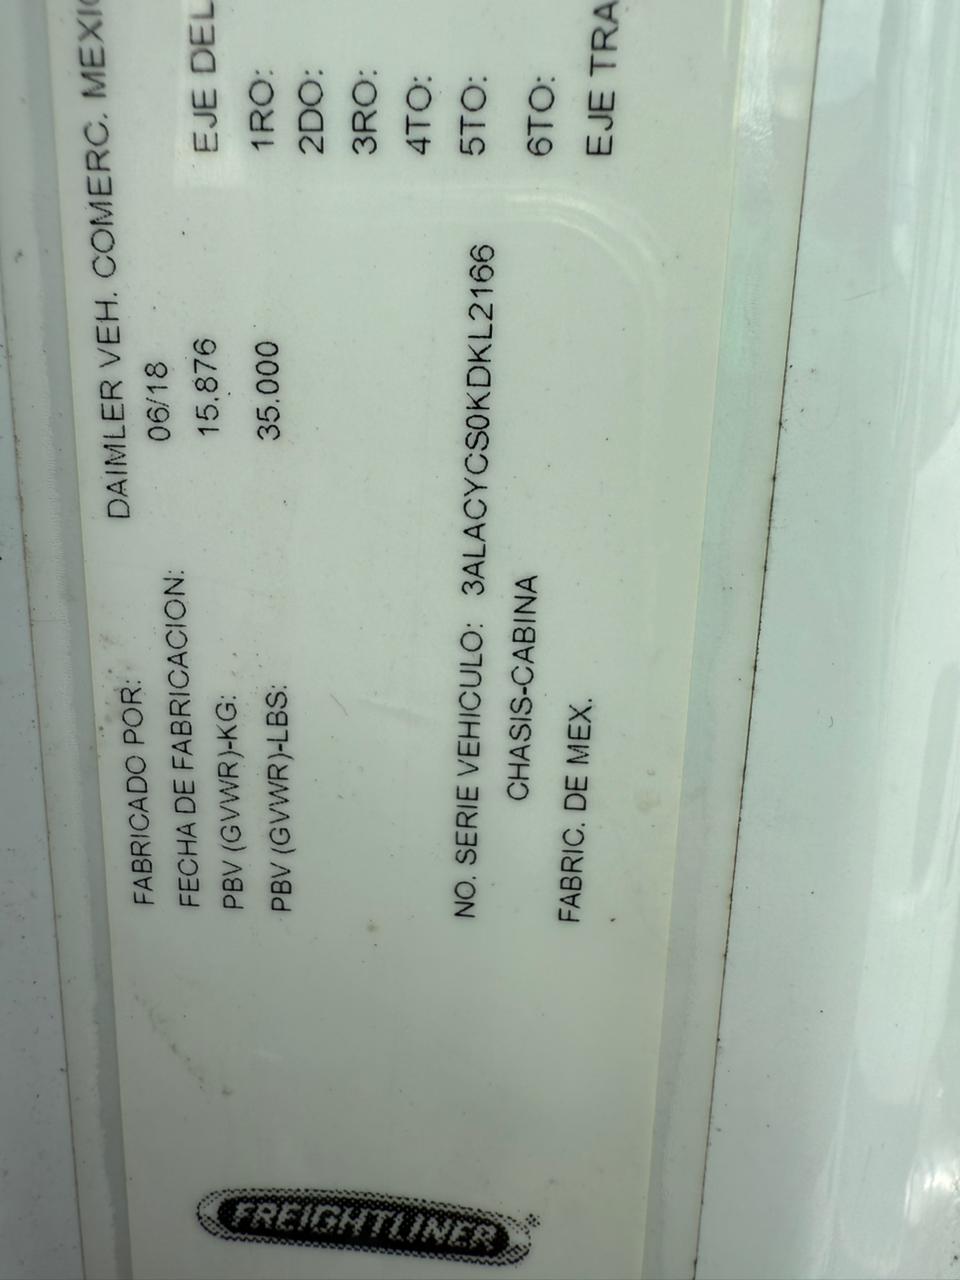 FREIGHTLINER
FABRICADO POR: DAIMLER VEH. COMERC. MEXIC
FECHA DE FABRICACION: 06/18
PBV (GVWR)-KG: 15.876
PBV (GVWR)-LBS: 35.000
NO. SERIE VEHICULO: 3ALACYCS0KDKL2166
CHASIS-CABINA
FABRIC. DE MEX.
EJE DEL
1RO:
2DO:
3RO:
4TO:
5TO:
6TO:
EJE TRA